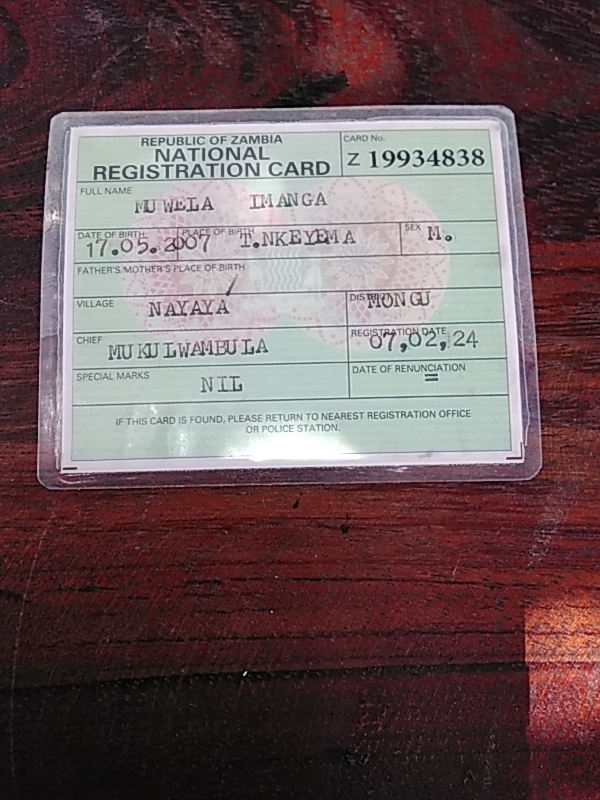 REPUBLIC OF ZAMBIA
NATIONAL
REGISTRATION CARD
CARD No.
Z 19934838
FULL NAME
MUWELA IMANGA
DATE OF BIRTH:
17.05.2007
PLACE OF BIRTH
T.NKEYEMA
SEX
M.
FATHER'S/MOTHER'S PLACE OF BIRTH
VILLAGE
NAYAYA
DISTRICT
MONGU
CHIEF
MUKULWAMBULA
REGISTRATION DATE
07,02,24
SPECIAL MARKS
NIL
DATE OF RENUNCIATION
=
IF THIS CARD IS FOUND, PLEASE RETURN TO NEAREST REGISTRATION OFFICE
OR POLICE STATION.